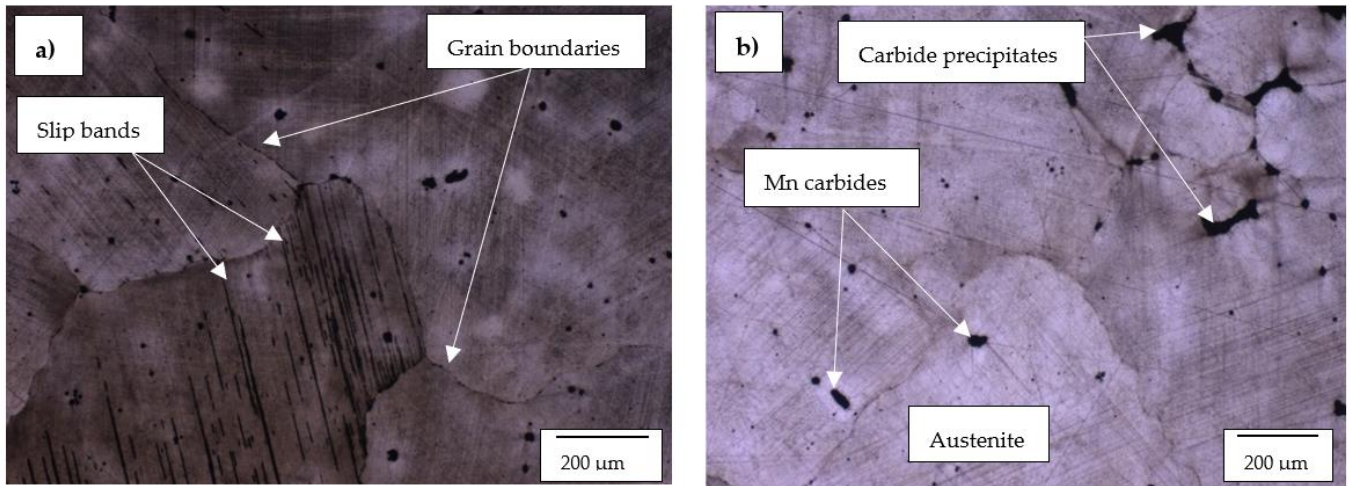 a)
Grain boundaries
Slip bands
200 µm
b)
Carbide precipitates
Mn carbides
Austenite
200 µm